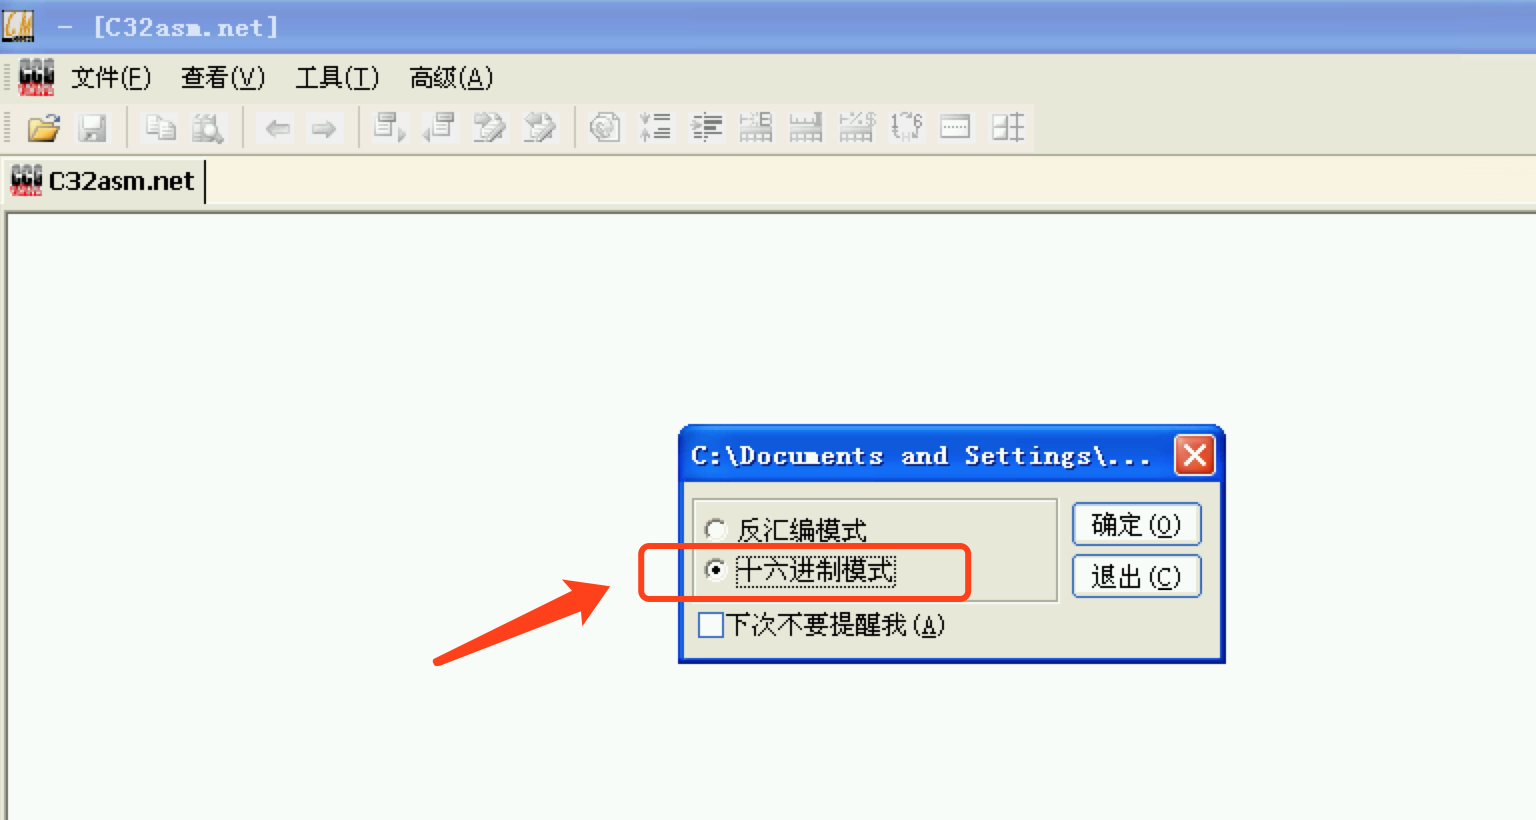 - [C32asm.net]
文件(F) 查看(V) 工具(T) 高级(A)
C32asm.net
C:\Documents and Settings\...
反汇编模式
确定(O)
十六进制模式
退出(C)
下次不要提醒我(A)